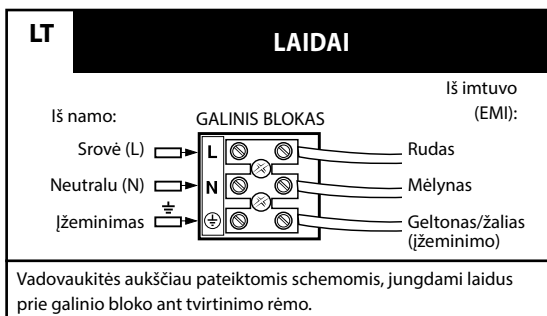 LT
LAIDAI
Iš imtuvo
(EMI):
Iš namo:
GALINIS BLOKAS
Srovė (L)
L
Rudas
Neutralu (N)
N
Mėlynas
Įžeminimas
Geltonas/žalias
(įžeminimo)
Vadovaukitės aukščiau pateiktomis schemomis, jungdami laidus
prie galinio bloko ant tvirtinimo rėmo.